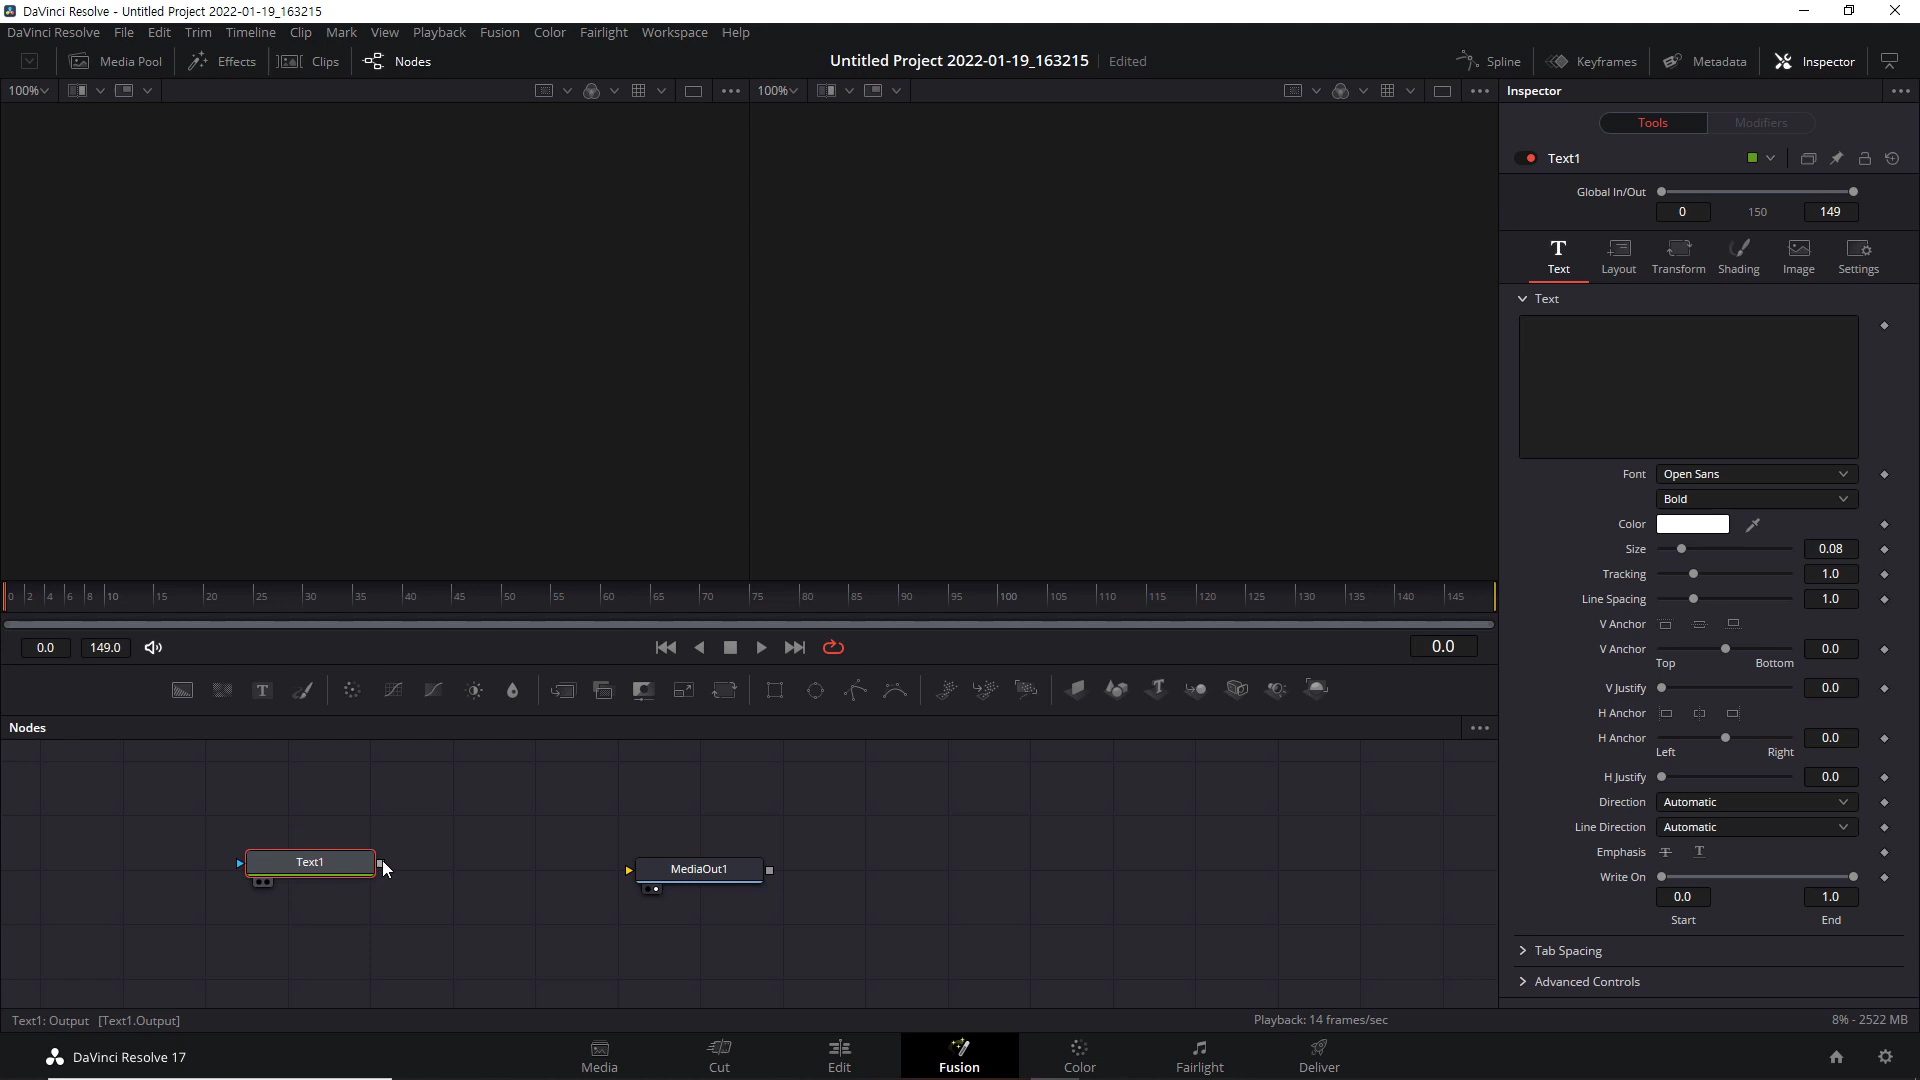 DaVinci Resolve - Untitled Project 2022-01-19_163215
DaVinci Resolve File Edit Trim Timeline Clip Mark View Playback Fusion Color Fairlight Workspace Help
Media Pool Effects Clips Nodes Untitled Project 2022-01-19_163215 Edited Spline Keyframes Metadata Inspector
100% 100% Inspector
Tools Modifiers
Text1
Global In/Out
0 150 149
T
Text Layout Transform Shading Image Settings
Text
Font Open Sans
Bold
Color
Size 0.08
Tracking 1.0
0 2 4 6 8 10 15 20 25 30 35 40 45 50 55 60 65 70 75 80 85 90 95 100 105 110 115 120 125 130 135 140 145
Line Spacing 1.0
V Anchor
0.0 149.0 0.0
V Anchor 0.0
Top Bottom
V Justify 0.0
H Anchor
Nodes
H Anchor 0.0
Left Right
H Justify 0.0
Direction Automatic
Line Direction Automatic
Emphasis T T
Text1 MediaOut1
Write On
0.0 1.0
Start End
Tab Spacing
Advanced Controls
Text1: Output [Text1.Output] Playback: 14 frames/sec 8% - 2522 MB
DaVinci Resolve 17 Media Cut Edit Fusion Color Fairlight Deliver